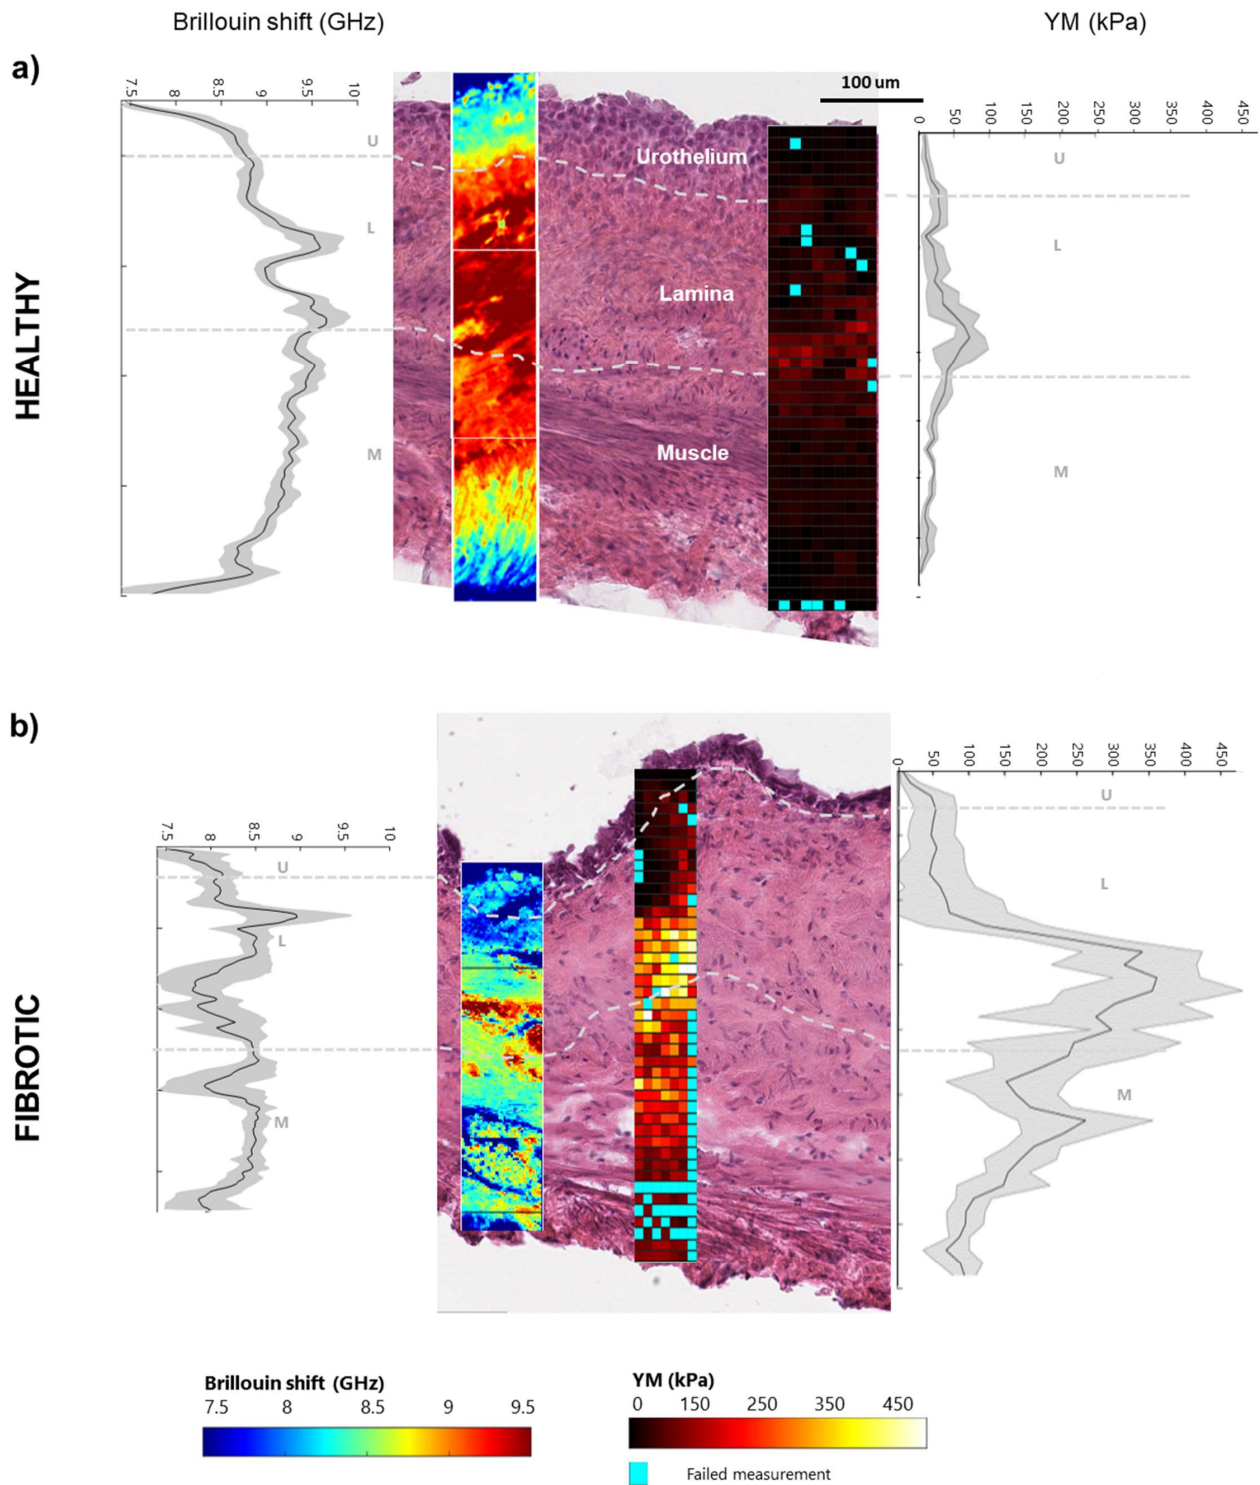 Brillouin shift (GHz)
YM (kPa)
a)
7.5 8 8.5 9 9.5 10
100 um
0 50 100 150 200 250 300 350 400 450
U
Urothelium
U
L
L
Lamina
HEALTHY
M
Muscle
M
b)
0 50 100 150 200 250 300 350 400 450
U
7.5 8 8.5 9 9.5 10
U
L
L
FIBROTIC
M
M
Brillouin shift (GHz)
7.5 8 8.5 9 9.5
YM (kPa)
0 150 250 350 450
Failed measurement